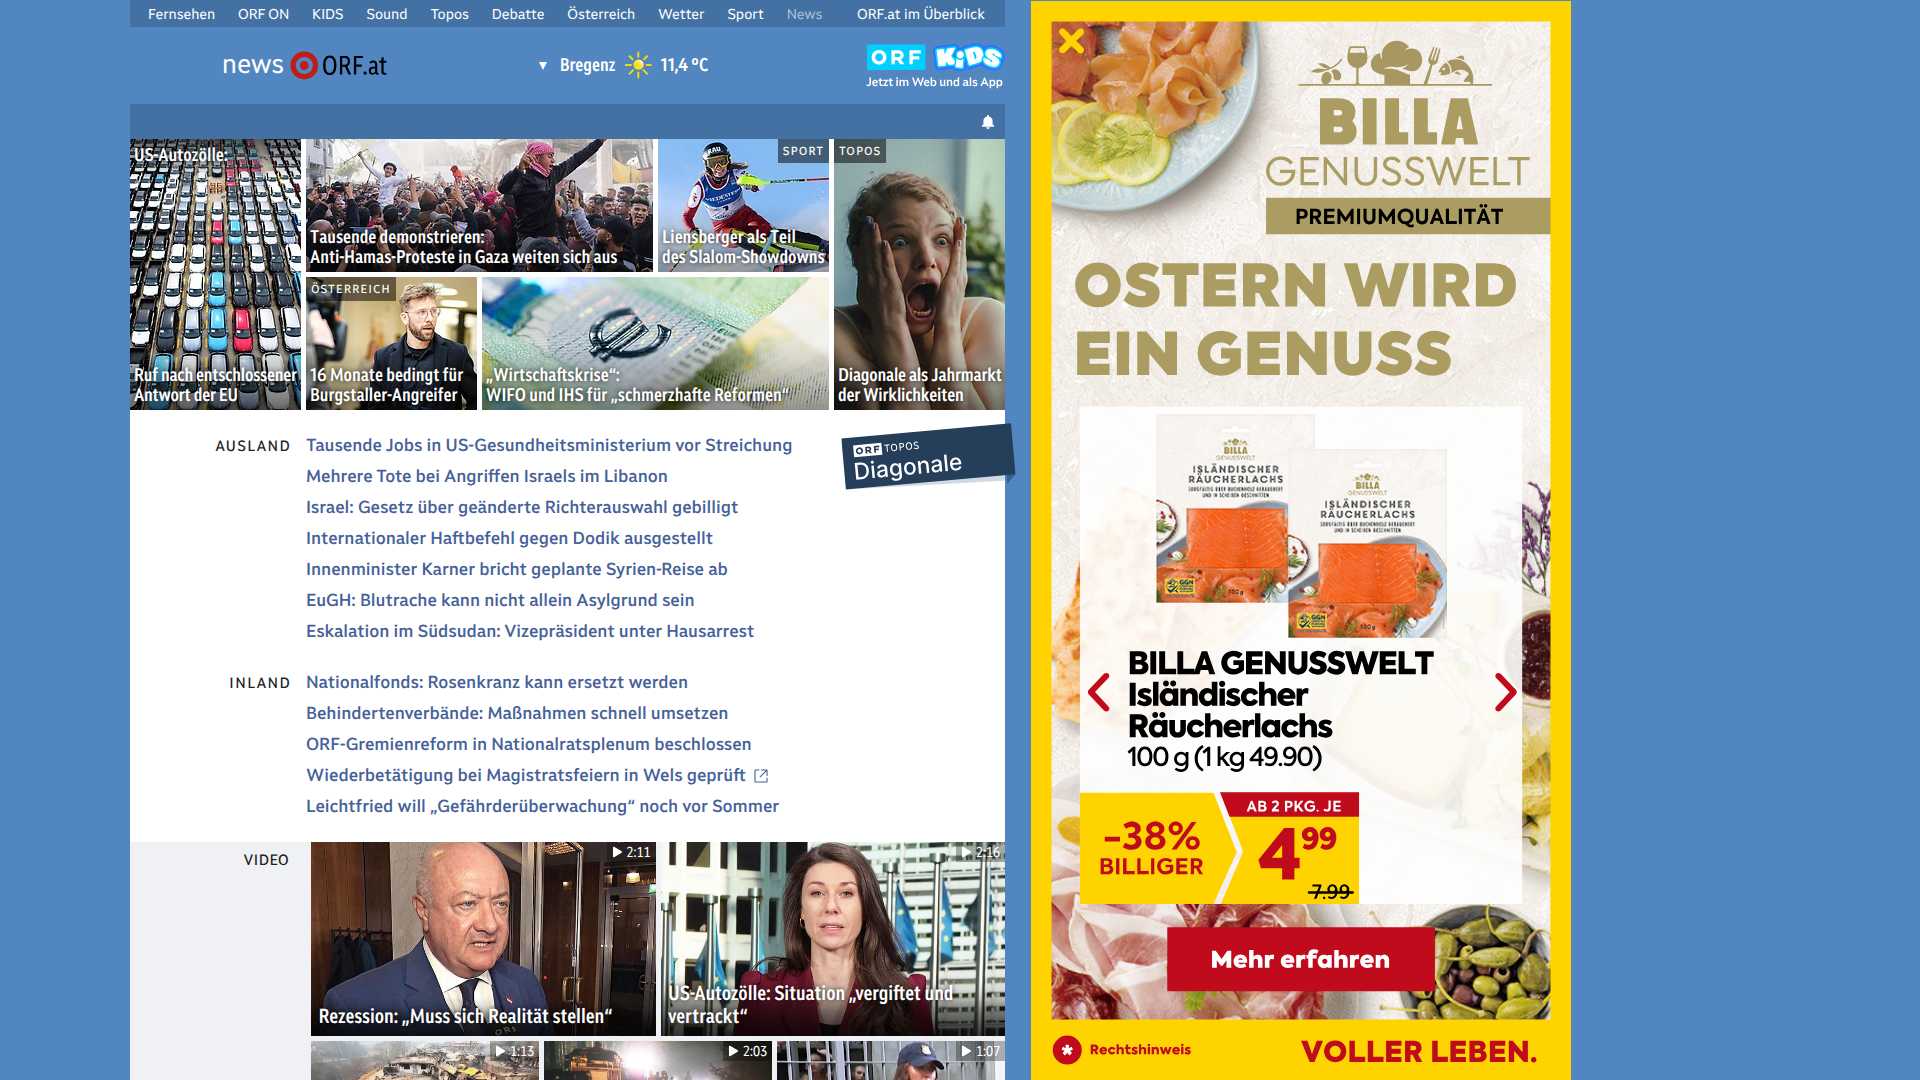 Fernsehen ORF ON KIDS Sound Topos Debatte Österreich Wetter Sport News ORF.at im Überblick
news ORF.at
Bregenz 11,4 °C
ORF KiDS
Jetzt im Web und als App
US-Autozölle:
Ruf nach entschlossener
Antwort der EU
Tausende demonstrieren:
Anti-Hamas-Proteste in Gaza weiten sich aus
SPORT
Liensberger als Teil
des Slalom-Showdowns
TOPOS
Diagonale als Jahrmarkt
der Wirklichkeiten
ÖSTERREICH
16 Monate bedingt für
Burgstaller-Angreifer
„Wirtschaftskrise“:
WIFO und IHS für „schmerzhafte Reformen“
AUSLAND
Tausende Jobs in US-Gesundheitsministerium vor Streichung
Mehrere Tote bei Angriffen Israels im Libanon
Israel: Gesetz über geänderte Richterauswahl gebilligt
Internationaler Haftbefehl gegen Dodik ausgestellt
Innenminister Karner bricht geplante Syrien-Reise ab
EuGH: Blutrache kann nicht allein Asylgrund sein
Eskalation im Südsudan: Vizepräsident unter Hausarrest
ORF TOPOS
Diagonale
INLAND
Nationalfonds: Rosenkranz kann ersetzt werden
Behindertenverbände: Maßnahmen schnell umsetzen
ORF-Gremienreform in Nationalratsplenum beschlossen
Wiederbetätigung bei Magistratsfeiern in Wels geprüft
Leichtfried will „Gefährderüberwachung“ noch vor Sommer
VIDEO
2:11
Rezession: „Muss sich Realität stellen“
2:16
US-Autozölle: Situation „vergiftet und
vertrackt“
1:13
2:03
1:07
BILLA
GENUSSWELT
PREMIUMQUALITÄT
OSTERN WIRD
EIN GENUSS
BILLA
GENUSSWELT
ISLÄNDISCHER
RÄUCHERLACHS
BILLA
GENUSSWELT
ISLÄNDISCHER
RÄUCHERLACHS
BILLA GENUSSWELT
Isländischer
Räucherlachs
100 g (1 kg 49.90)
-38%
BILLIGER
AB 2 PKG. JE
4 99
7.99
Mehr erfahren
Rechtshinweis
VOLLER LEBEN.